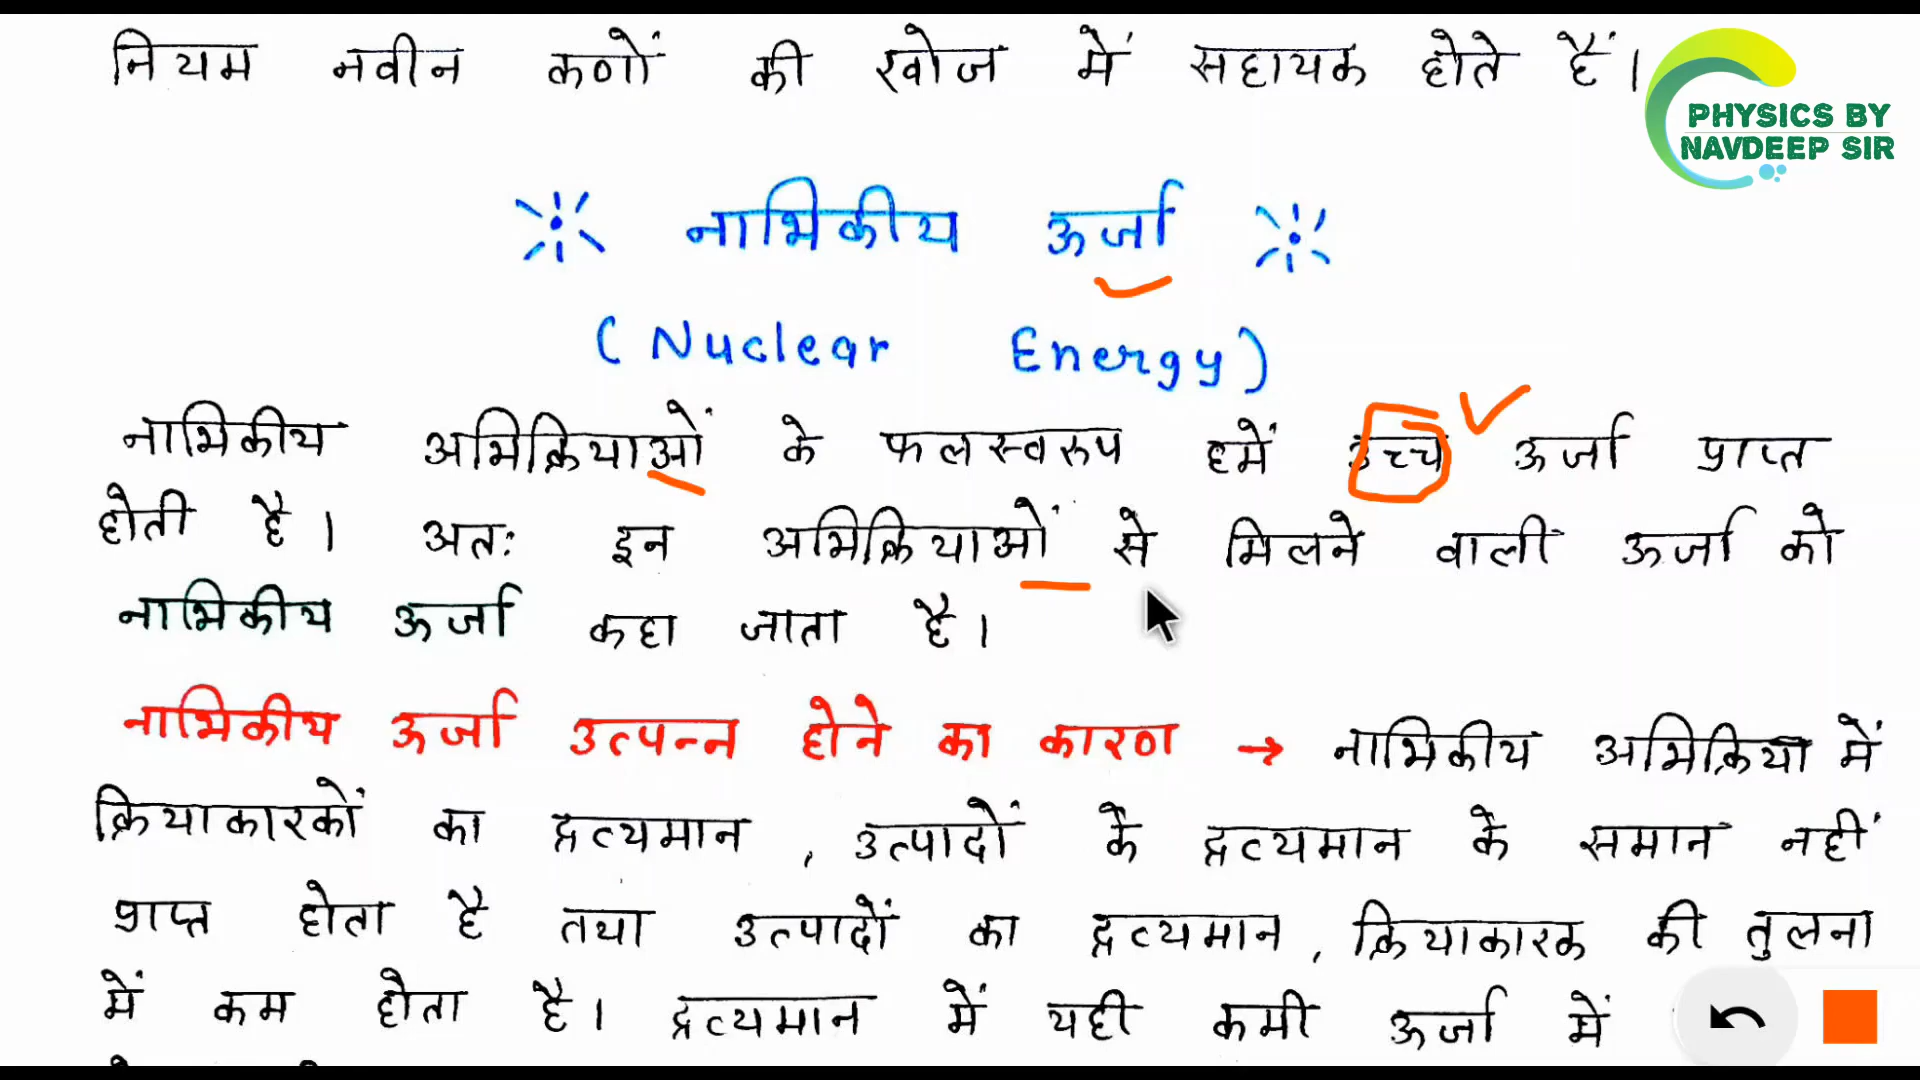 नियम नवीन कणों की खोज में सहायक होते हैं।
PHYSICS BY
NAVDEEP SIR
नाभिकीय ऊर्जा
(Nuclear Energy)
नाभिकीय अभिक्रियाओं के फलस्वरूप हमें उच्च ऊर्जा प्राप्त
होती है। अतः इन अभिक्रियाओं से मिलने वाली ऊर्जा को
नाभिकीय ऊर्जा कहा जाता है।
नाभिकीय ऊर्जा उत्पन्न होने का कारण → नाभिकीय अभिक्रिया में
क्रियाकारकों का द्रव्यमान, उत्पादों के द्रव्यमान के समान नहीं
प्राप्त होता है तथा उत्पादों का द्रव्यमान, क्रियाकारक की तुलना
में कम होता है। द्रव्यमान में यही कमी ऊर्जा में